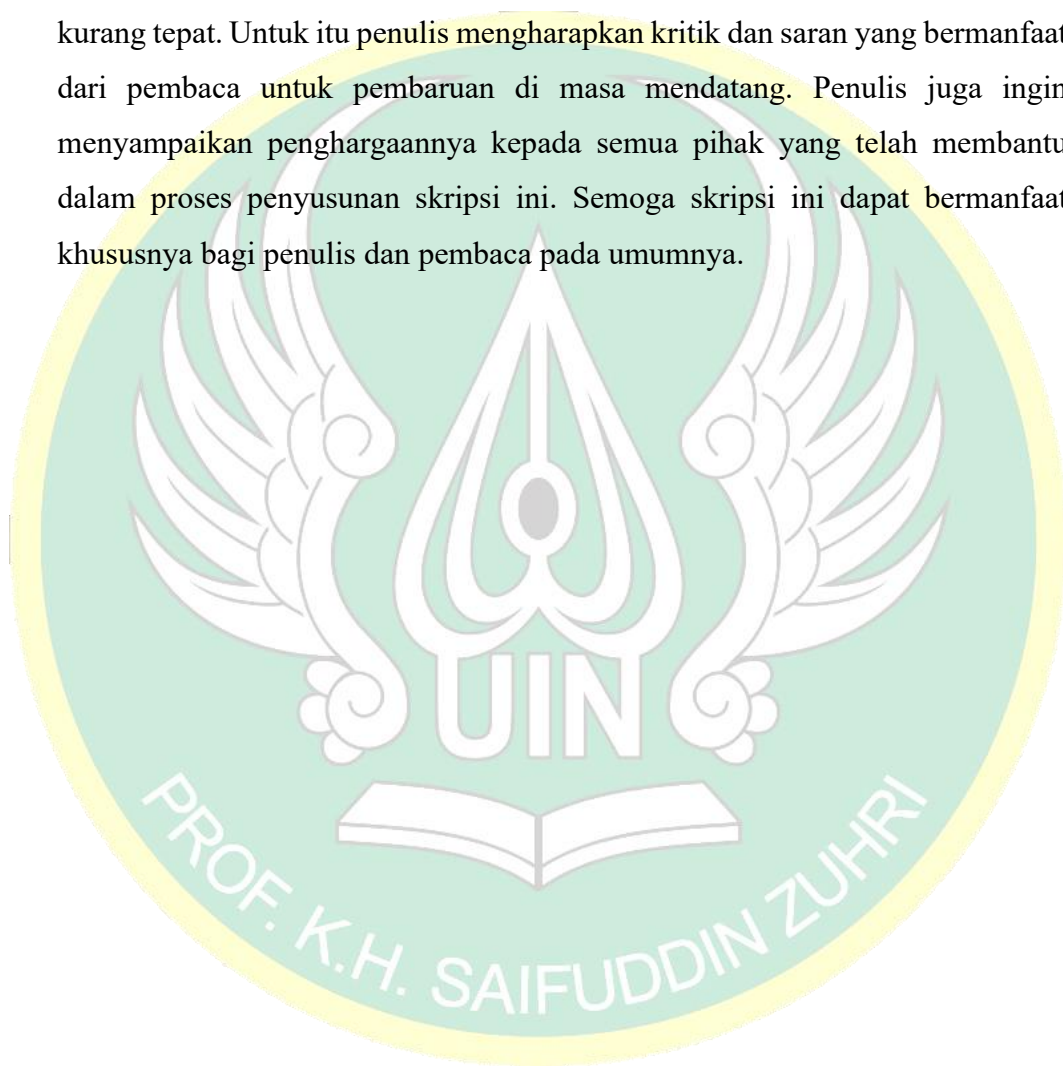 kurang tepat. Untuk itu penulis mengharapkan kritik dan saran yang bermanfaat
dari pembaca untuk pembaruan di masa mendatang. Penulis juga ingin
menyampaikan penghargaannya kepada semua pihak yang telah membantu
dalam proses penyusunan skripsi ini. Semoga skripsi ini dapat bermanfaat
khususnya bagi penulis dan pembaca pada umumnya.
UIN
PROF. K.H. SAIFUDDIN ZUHRI